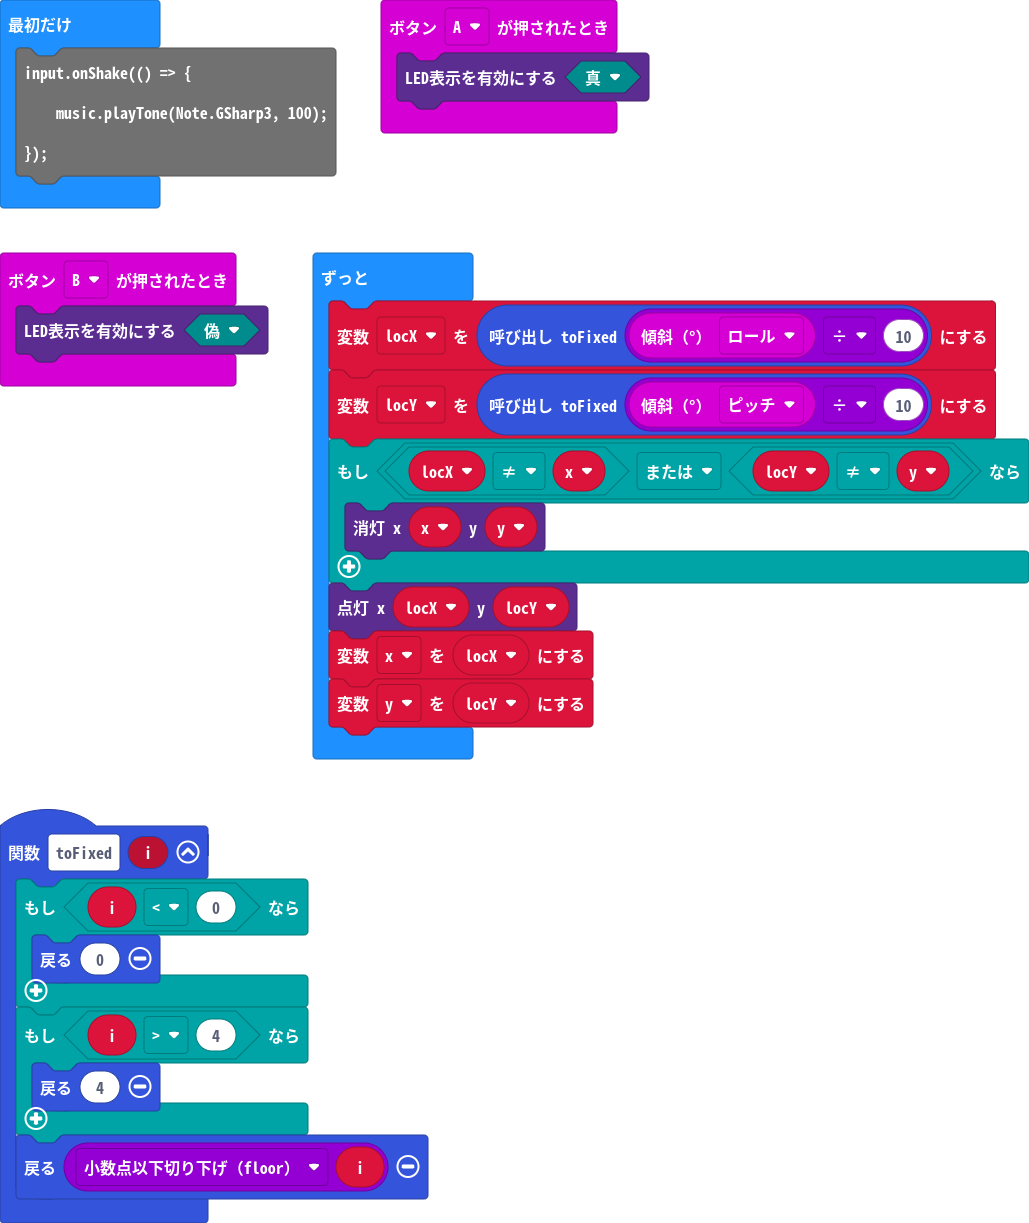 最初だけ
input.onShake(() => {
music.playTone(Note.GSharp3, 100);
});
ボタン A が押されたとき
LED表示を有効にする 真
ボタン B が押されたとき
LED表示を有効にする 偽
ずっと
変数 locX を 呼び出し toFixed 傾斜（°） ロール ÷ 10 にする
変数 locY を 呼び出し toFixed 傾斜（°） ピッチ ÷ 10 にする
もし locX ≠ x または locY ≠ y なら
消灯 x x y y
点灯 x locX y locY
変数 x を locX にする
変数 y を locY にする
関数 toFixed i
もし i < 0 なら
戻る 0
もし i > 4 なら
戻る 4
戻る 小数点以下切り下げ（floor） i